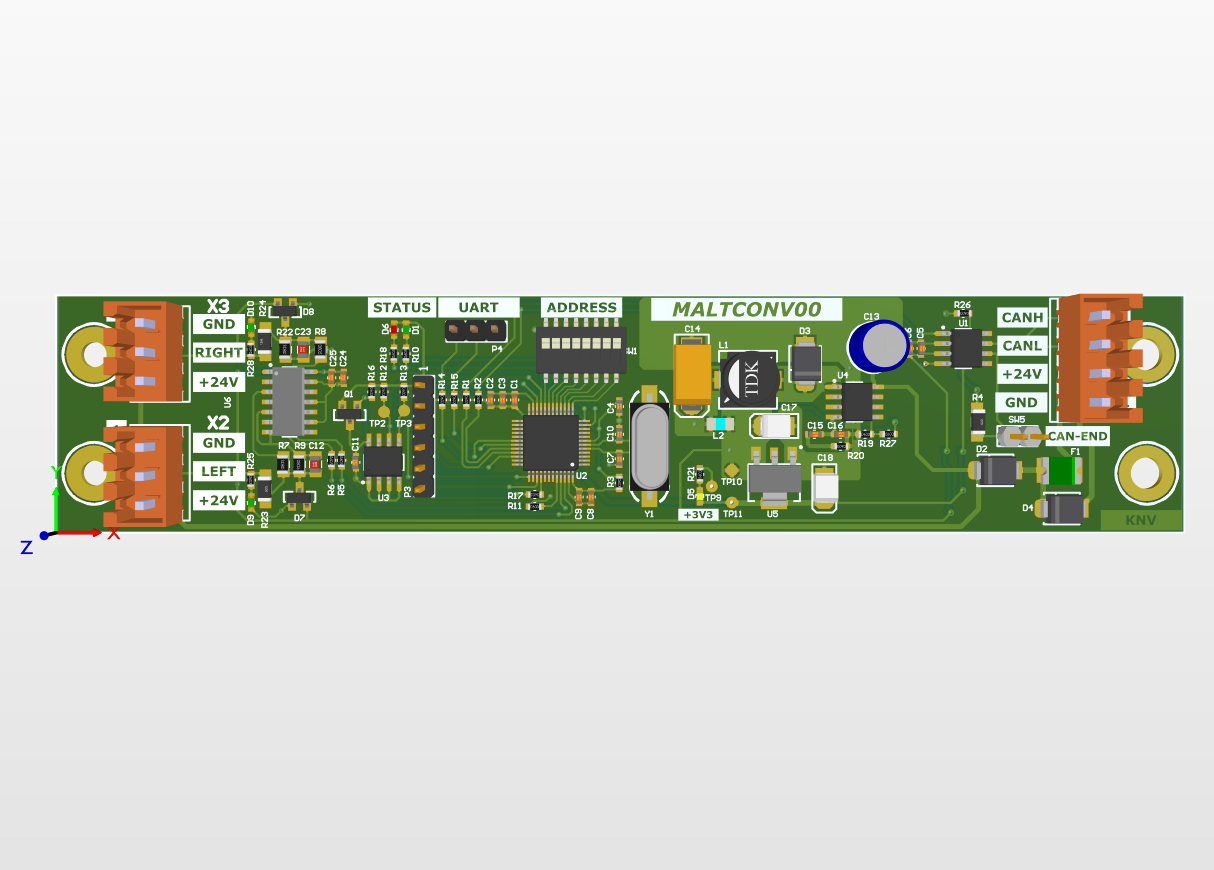 X3
GND
RIGHT
+24V
X2
GND
LEFT
+24V
D10
R24
D8
R28
R22
C23
R8
C25
C24
U6
Q1
R7
R9
C12
R25
D9
R23
D7
R6
R5
C11
STATUS
D6
D1
R18
R10
R16
R12
R13
TP2
TP3
U3
P3
1
UART
P4
R14
R15
R1
R2
C2
C3
C1
ADDRESS
U2
R17
R11
C9
C8
C4
C10
C7
R3
Y1
MALTCONV00
C14
L1
TDK
D3
C13
L2
C17
U4
C15
C16
R19
R27
R20
C18
R21
D5
TP9
TP10
TP11
+3V3
U5
C5
R26
U1
CANH
CANL
+24V
GND
R4
SW5
CAN-END
D2
F1
D4
KNV
X
Z